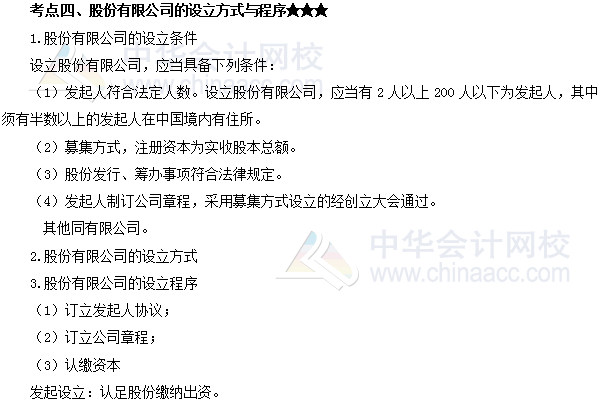 考点四、股份有限公司的设立方式与程序★★★
1.股份有限公司的设立条件
设立股份有限公司，应当具备下列条件：
（1）发起人符合法定人数。设立股份有限公司，应当有 2 人以上 200 人以下为发起人，其中
须有半数以上的发起人在中国境内有住所。
（2）募集方式，注册资本为实收股本总额。
（3）股份发行、筹办事项符合法律规定。
（4）发起人制订公司章程，采用募集方式设立的经创立大会通过。
其他同有限公司。
2.股份有限公司的设立方式
3.股份有限公司的设立程序
（1）订立发起人协议；
（2）订立公司章程；
（3）认缴资本
发起设立：认足股份缴纳出资。
中华会计网校
www.chinaacc.com
中华会计网校
www.chinaacc.com